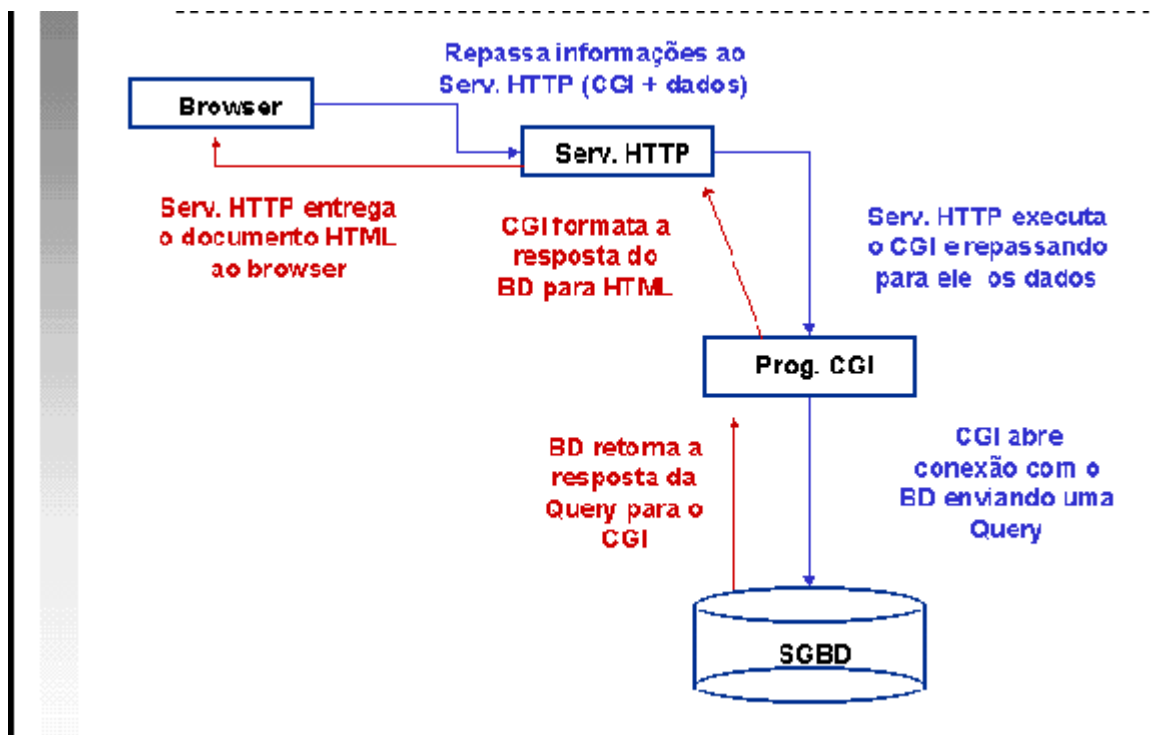 Repassa informações ao
Serv. HTTP (CGI + dados)
Browser
Serv. HTTP
Serv. HTTP entrega
o documento HTML
ao browser
CGI formata a
resposta do
BD para HTML
Serv. HTTP executa
o CGI e repassando
para ele os dados
Prog. CGI
BD retorna a
resposta da
Query para o
CGI
CGI abre
conexão com o
BD enviando uma
Query
SGBD